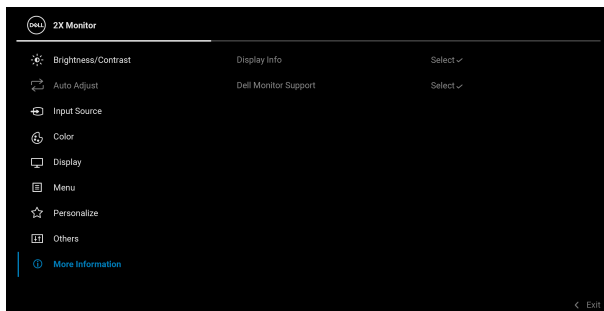 DELL 2X Monitor
Brightness/Contrast Display Info Select
Auto Adjust Dell Monitor Support Select
Input Source
Color
Display
Menu
Personalize
Others
More Information
Exit